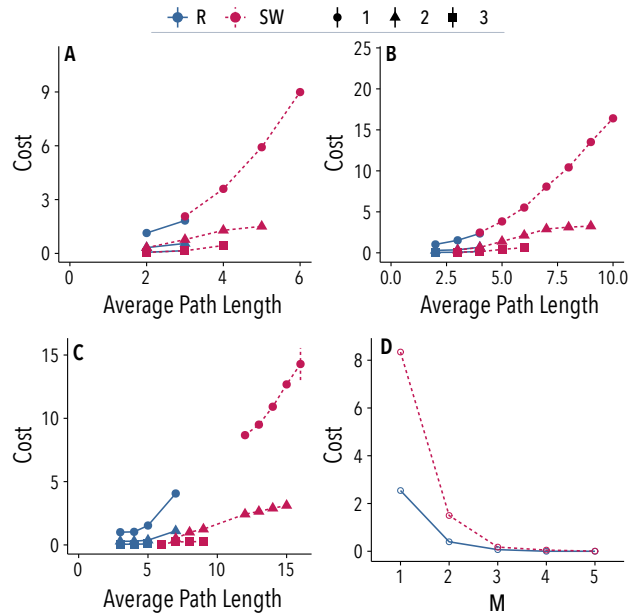 R SW 1 2 3
A
Cost
9
6
3
0
0 2 4 6
Average Path Length
B
Cost
25
20
15
10
5
0
0.0 2.5 5.0 7.5 10.0
Average Path Length
C
Cost
15
10
5
0
0 5 10 15
Average Path Length
D
Cost
8
6
4
2
0
1 2 3 4 5
M